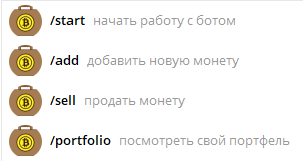 /start начать работу с ботом
/add добавить новую монету
/sell продать монету
/portfolio посмотреть свой портфель